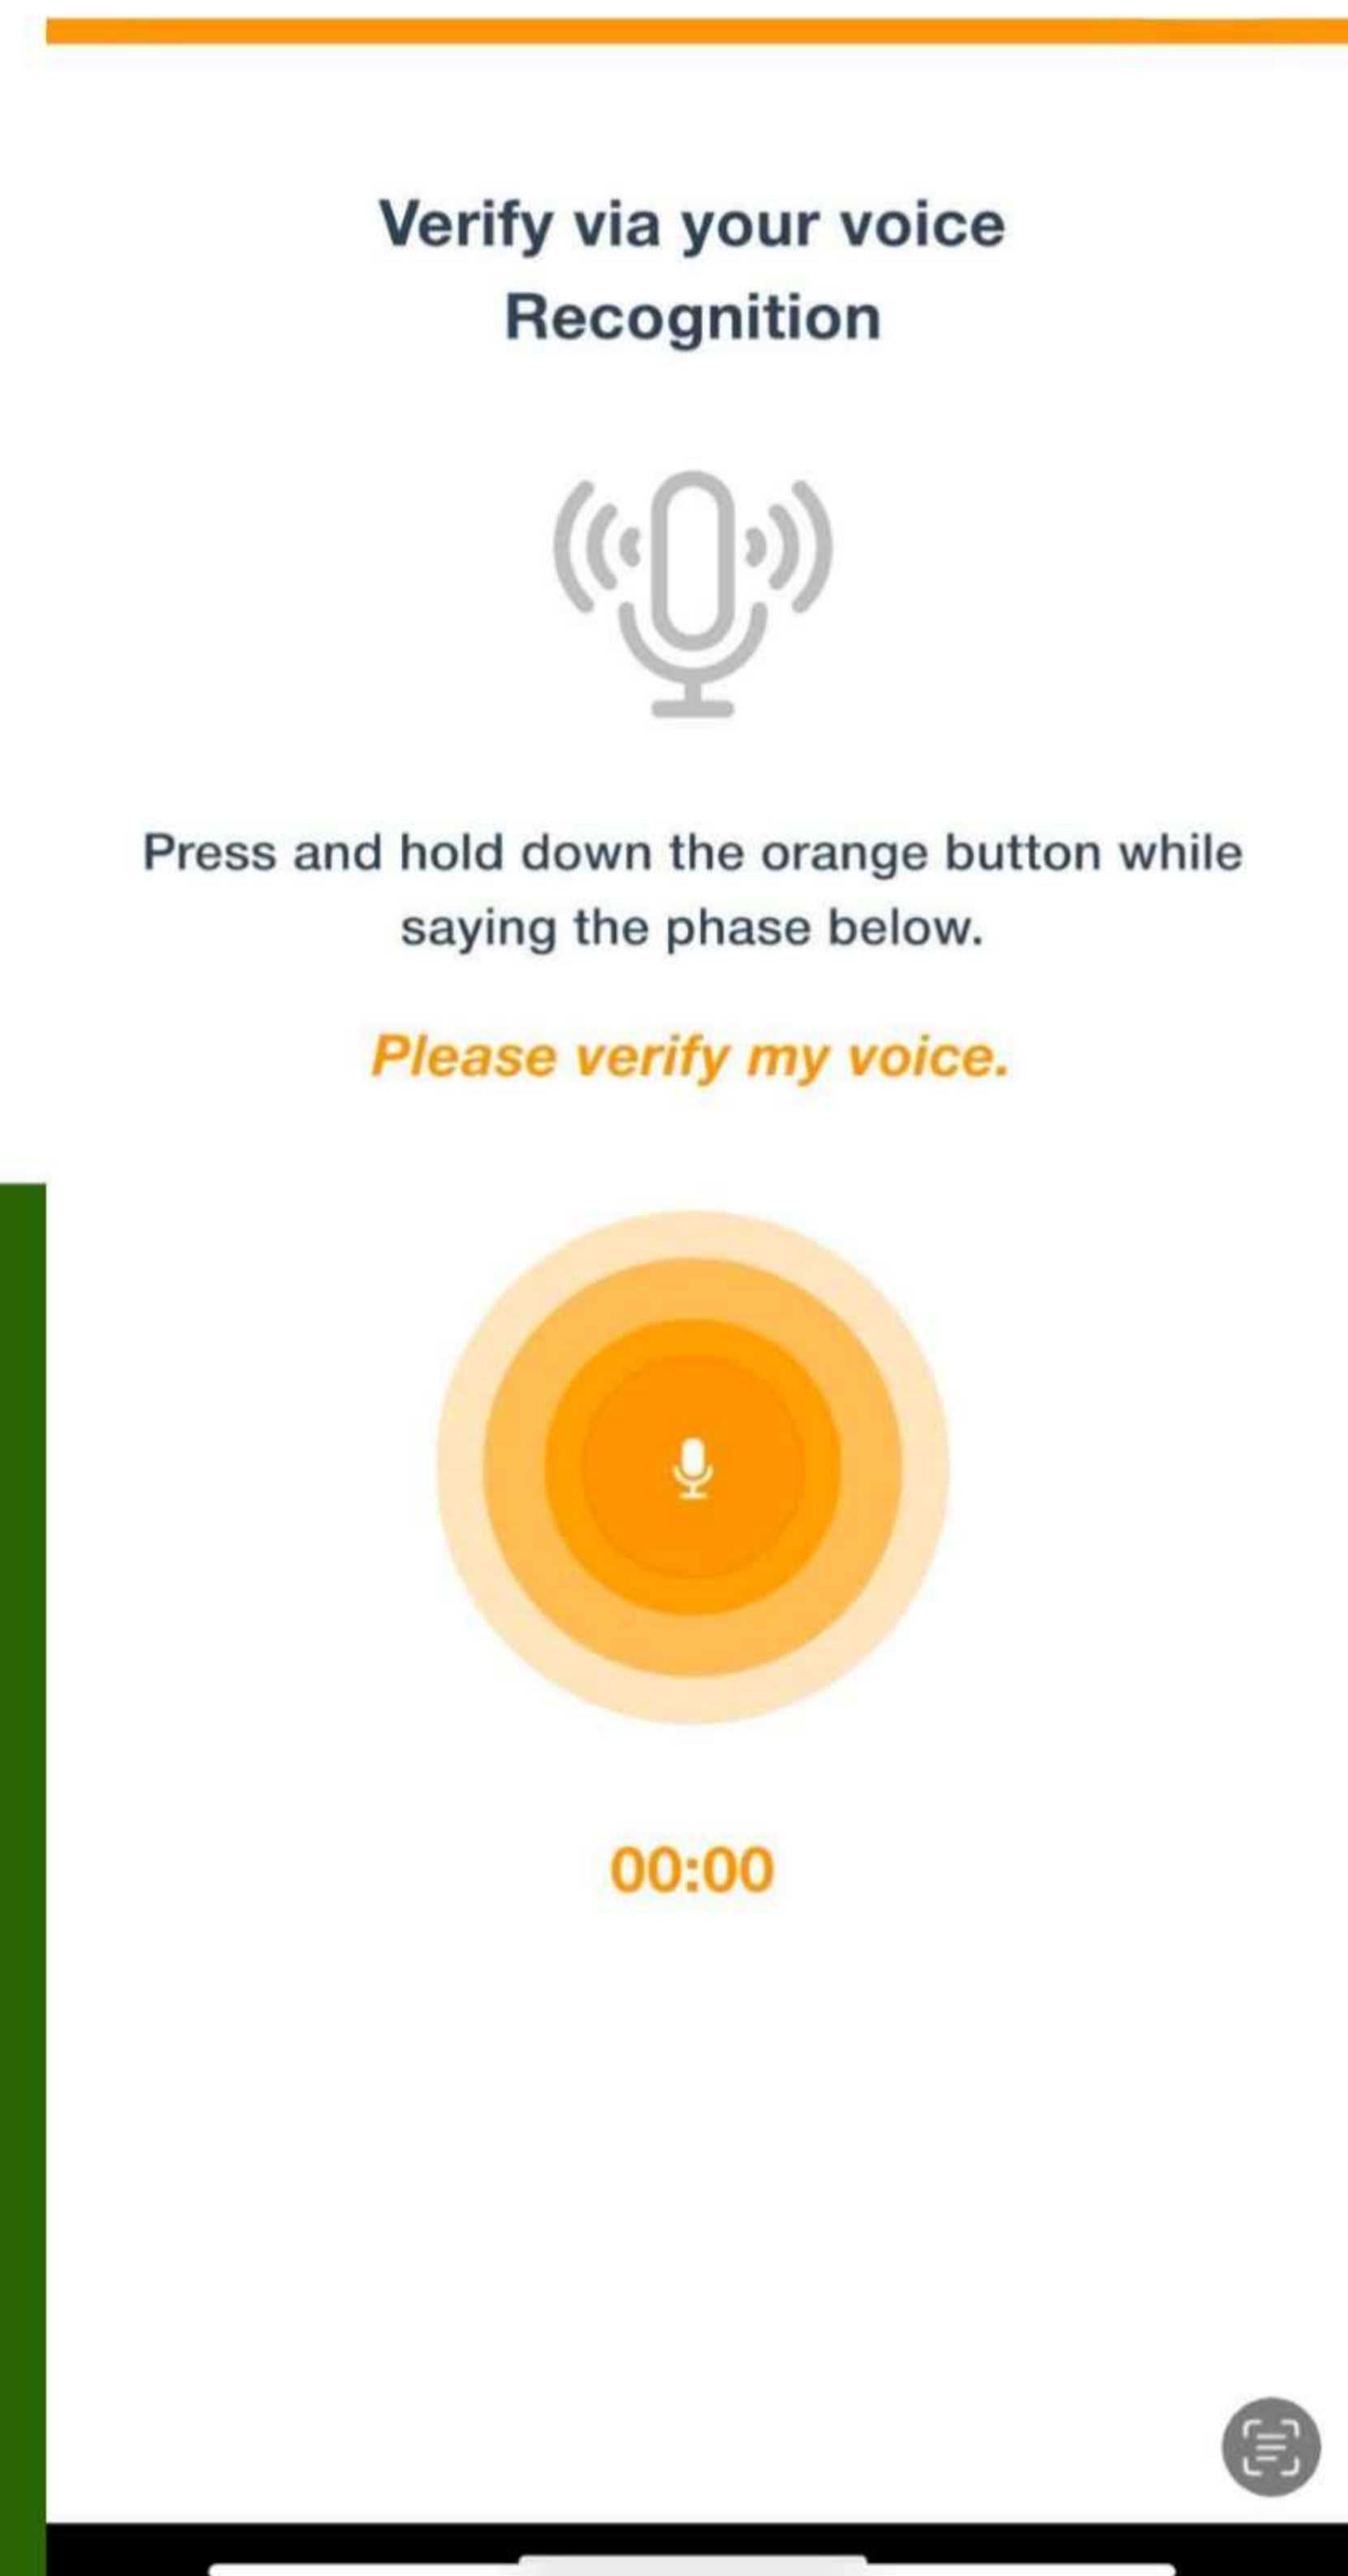 Verify via your voice
Recognition
Press and hold down the orange button while
saying the phase below.
Please verify my voice.
00:00